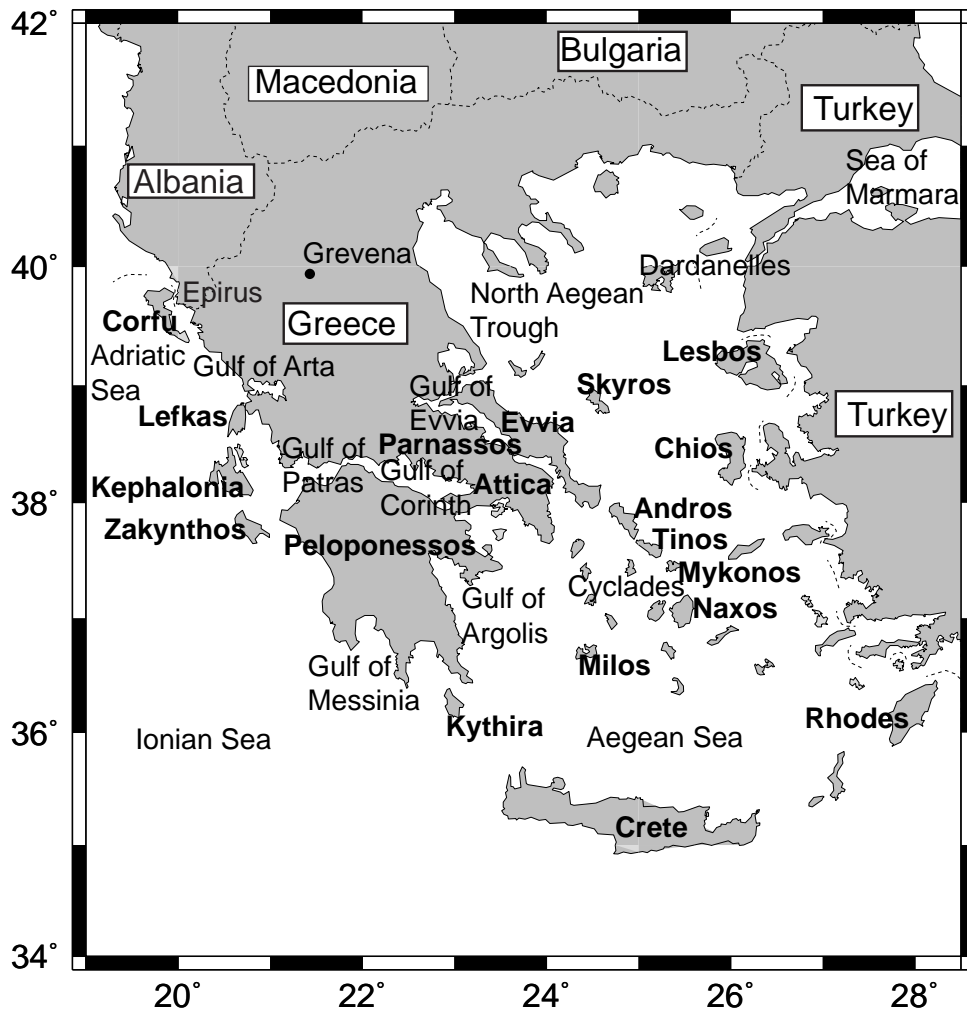 42°
Bulgaria
Macedonia
Turkey
Sea of
Marmara
Albania
Grevena
40°
Dardanelles
Epirus
North Aegean
Trough
Corfu
Greece
Adriatic
Sea
Lesbos
Gulf of Arta
Skyros
Gulf of
Evvia
Lefkas
Evvia
Turkey
Parnassos
Chios
Gulf of
Patras
Gulf of
Corinth
Kephalonia
Attica
38°
Andros
Zakynthos
Tinos
Peloponessos
Mykonos
Cyclades
Naxos
Gulf of
Argolis
Milos
Gulf of
Messinia
Rhodes
Kythira
36°
Ionian Sea
Aegean Sea
Crete
34°
20°
22°
24°
26°
28°